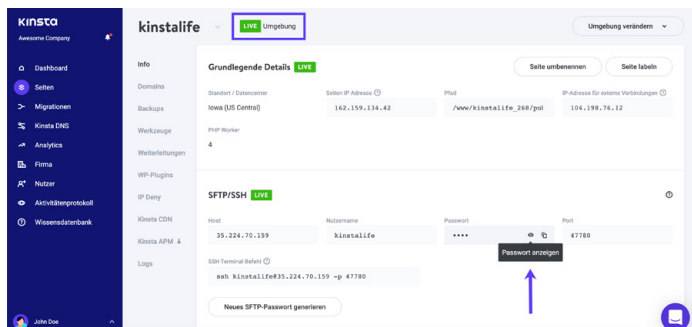 KINSTA
Awesome Company
kinstalife
LIVE Umgebung
Umgebung verändern
Dashboard
Seiten
Migrationen
Kinsta DNS
Analytics
Firma
Nutzer
Aktivitätenprotokoll
Wissensdatenbank
John Doe
Info
Domains
Backups
Werkzeuge
Weiterleitungen
WP-Plugins
IP Deny
Kinsta CDN
Kinsta APM
Logs
Grundlegende Details LIVE
Seite umbenennen
Seite labeln
Standort / Datencenter
Seiten IP Adresse
Pfad
IP-Adresse für externe Verbindungen
Iowa (US Central)
162.159.134.42
/www/kinstalife_268/pul
104.198.76.12
PHP Worker
4
SFTP/SSH LIVE
Host
Nutzername
Passwort
Port
35.224.70.159
kinstalife
••••
47780
Passwort anzeigen
SSH Terminal Befehl
ssh kinstalife@35.224.70.159 -p 47780
Neues SFTP-Passwort generieren